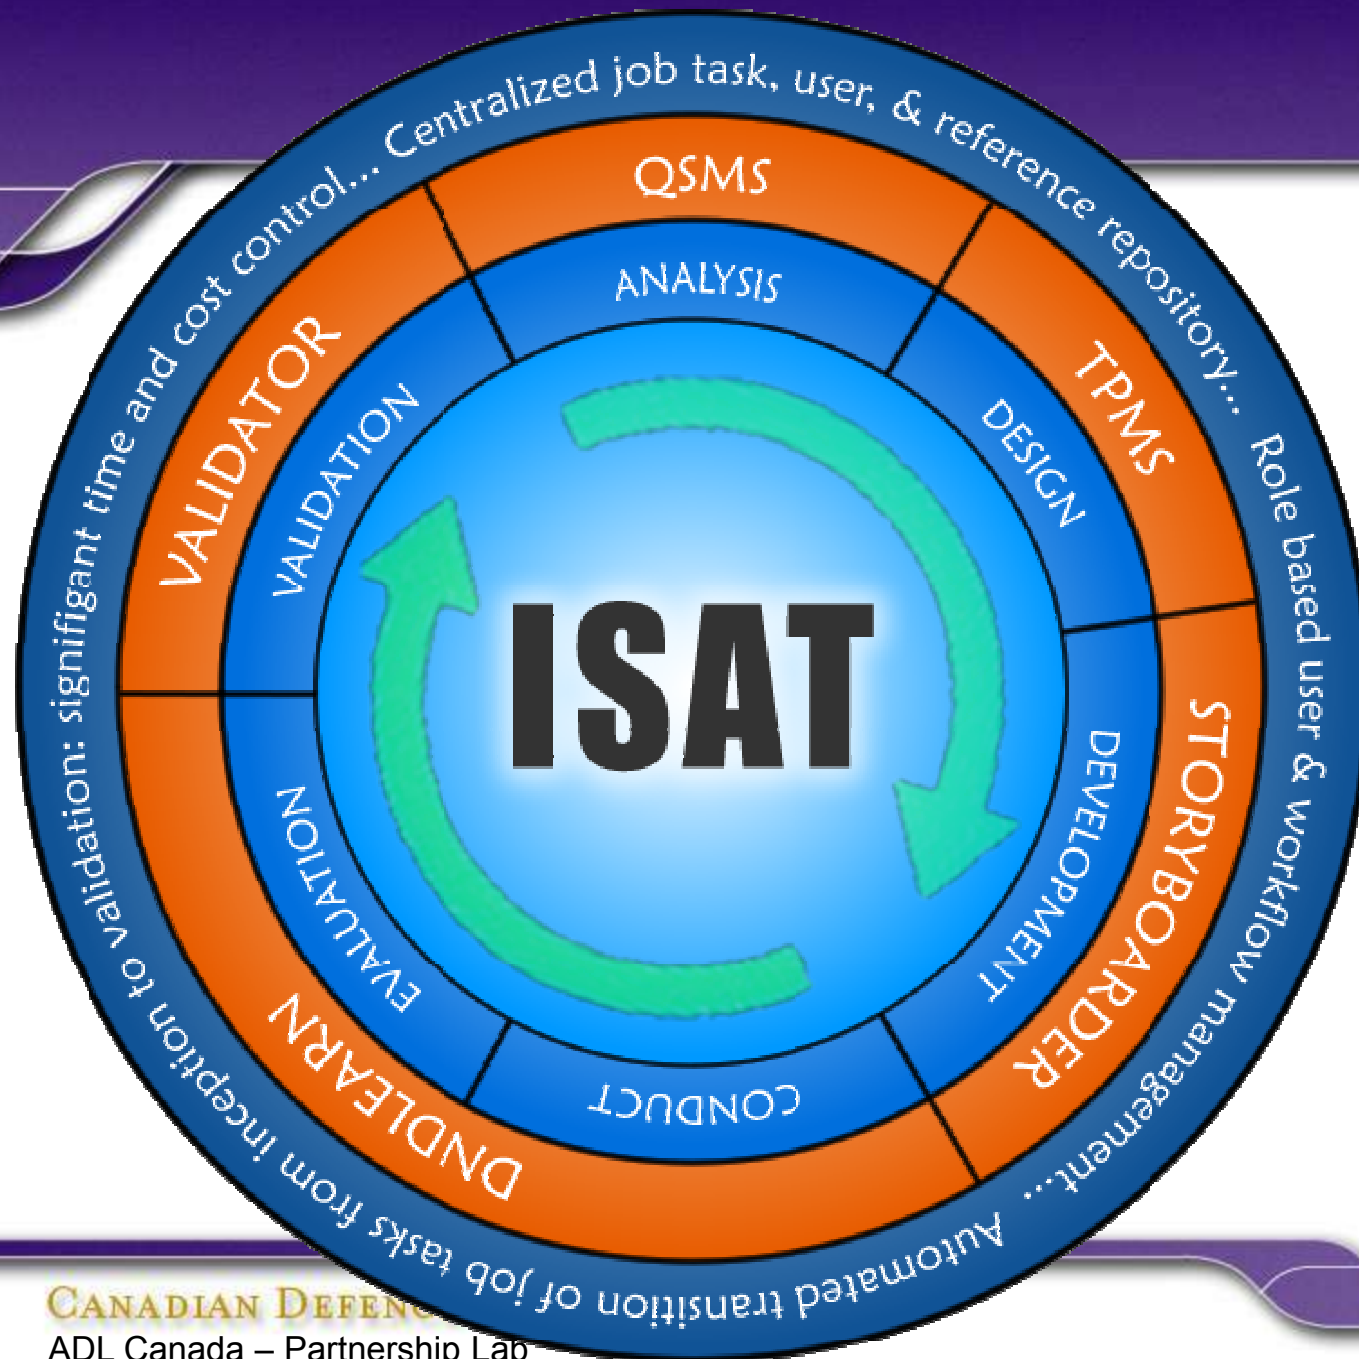 Centralized job task, user, & reference repository... Role based user & workflow management... Automated transition of job tasks from inception to validation: signifigant time and cost control...
QSMS
TPMS
STORYBOARDER
DNDLEARN
VALIDATOR
ANALYSIS
DESIGN
DEVELOPMENT
CONDUCT
EVALUATION
VALIDATION
ISAT
CANADIAN
ADL Canada – Partnership Lab